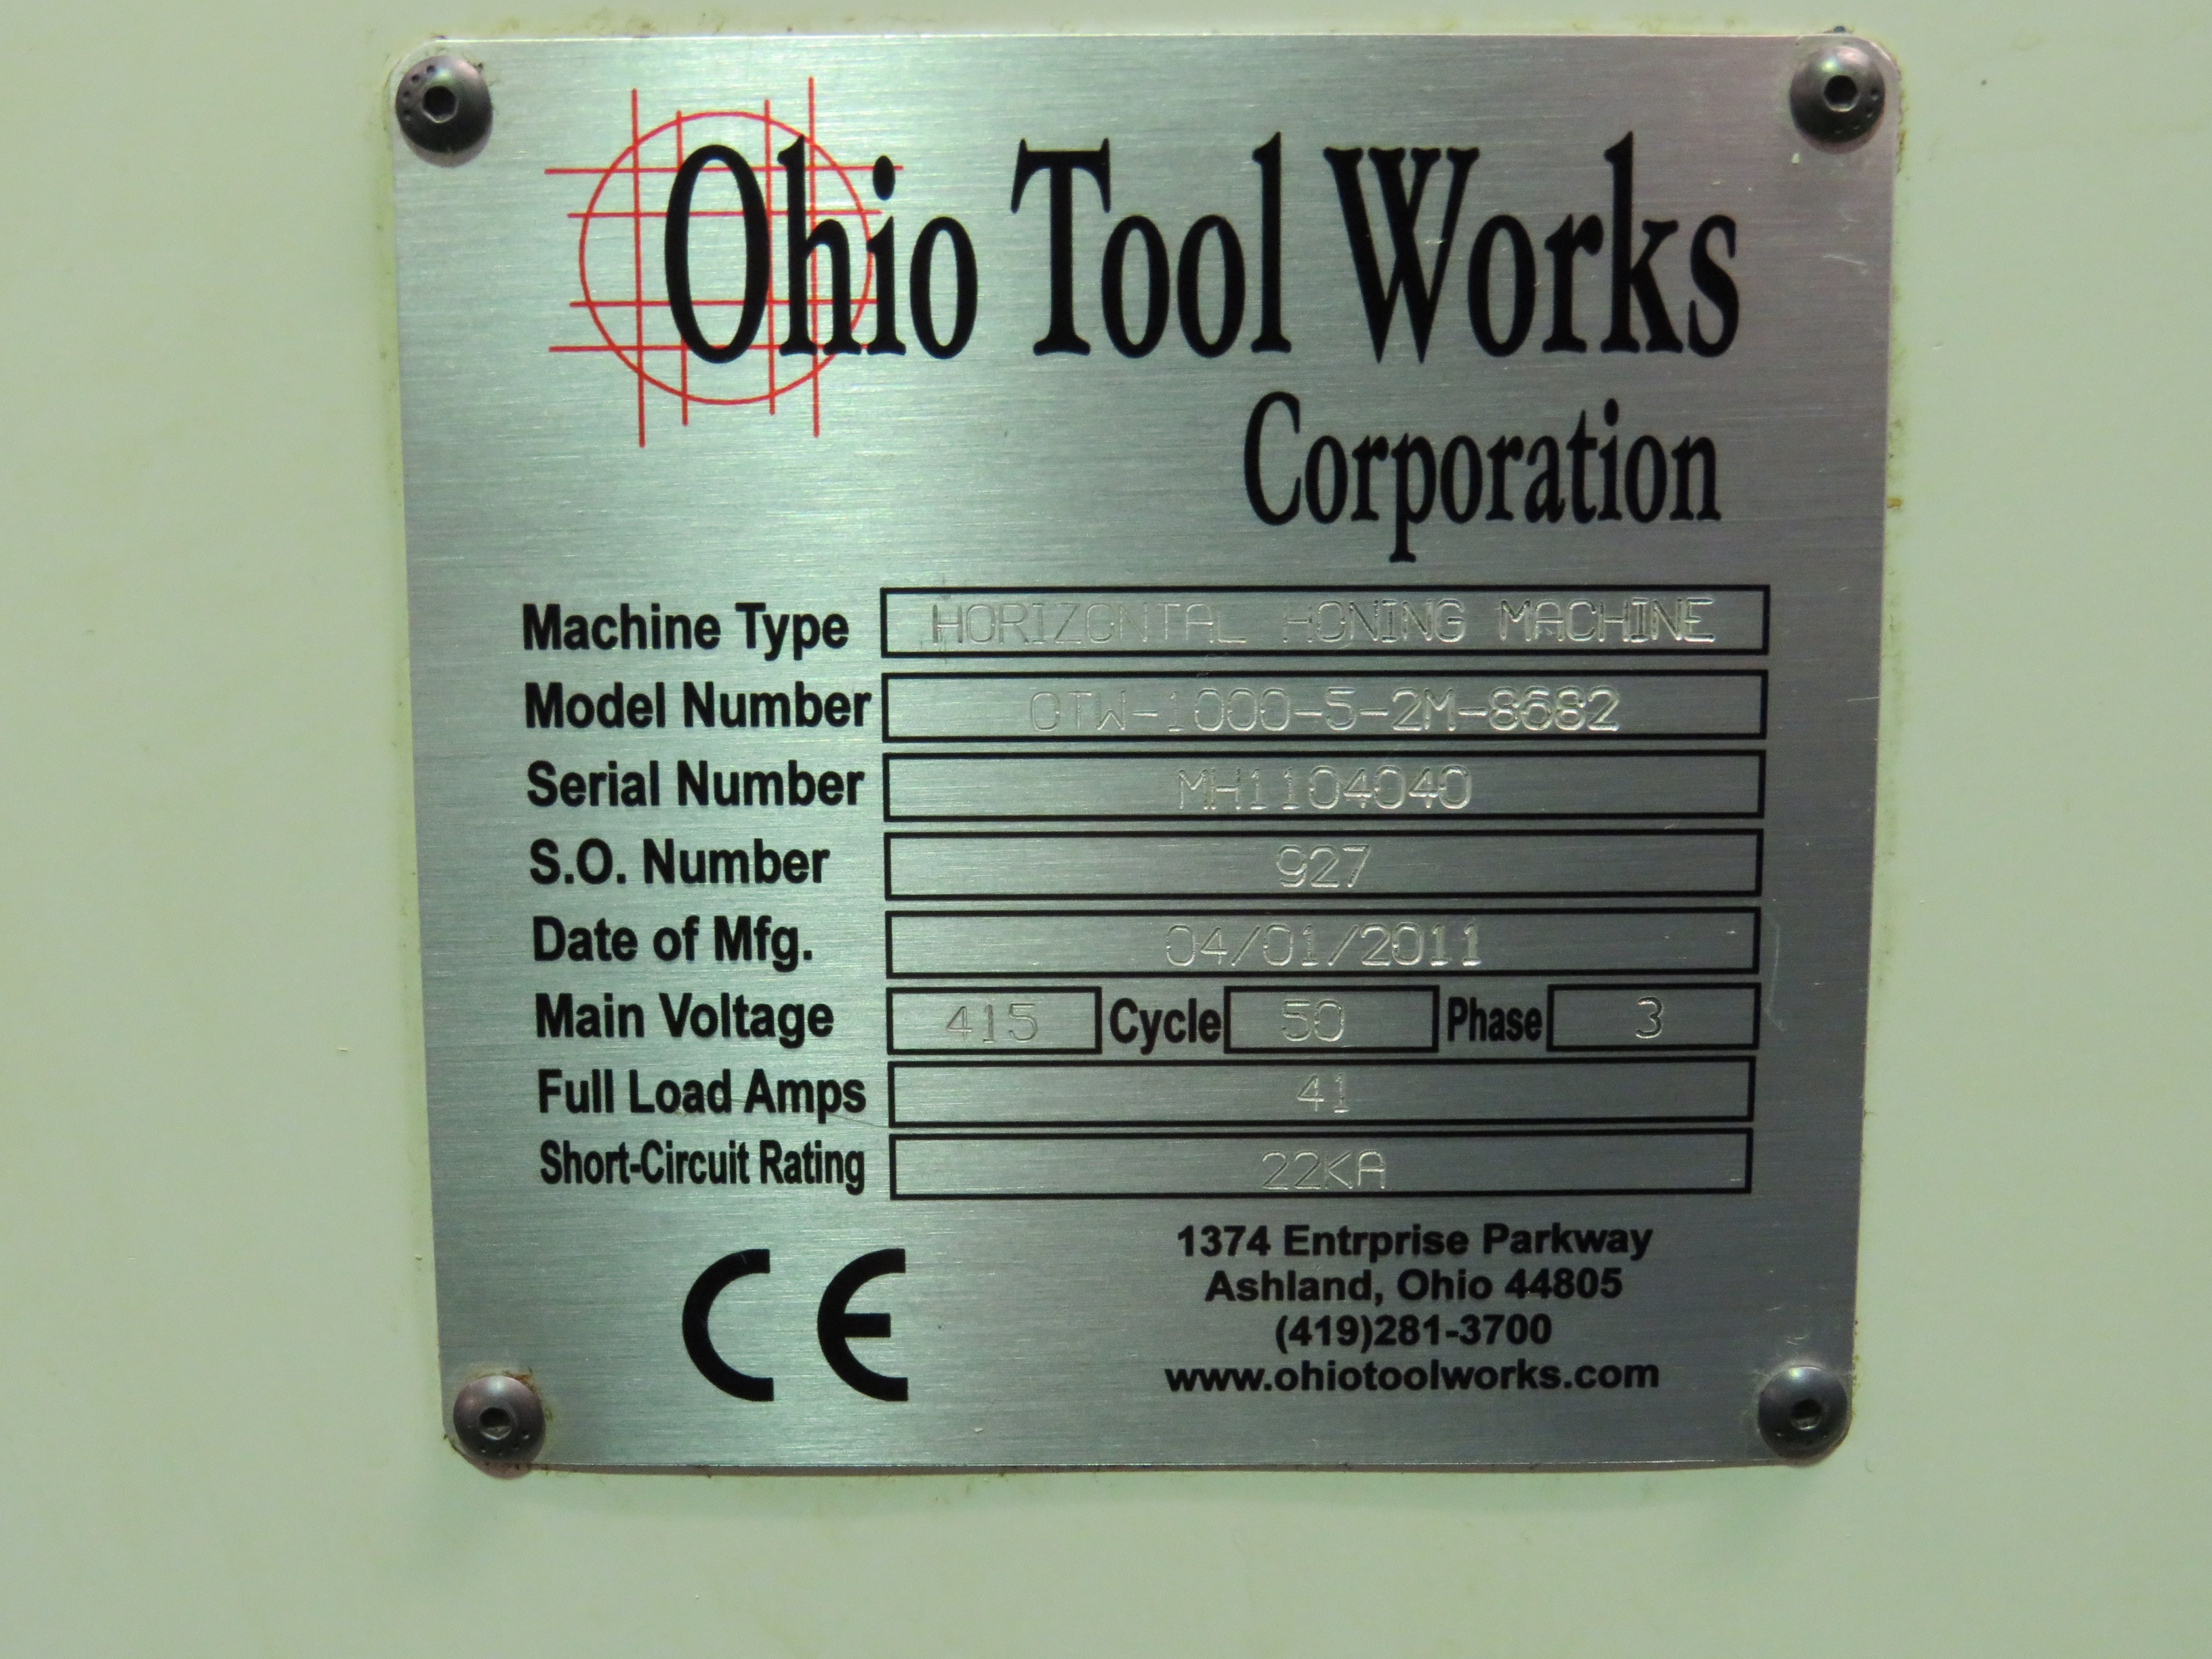 Ohio Tool Works
Corporation
Machine Type HORIZONTAL HONING MACHINE
Model Number OTW-1000-5-2M-8682
Serial Number MH1104040
S.O. Number 927
Date of Mfg. 04/01/2011
Main Voltage 415 Cycle 50 Phase 3
Full Load Amps 41
Short-Circuit Rating 22KA
CE
1374 Entrprise Parkway
Ashland, Ohio 44805
(419)281-3700
www.ohiotoolworks.com